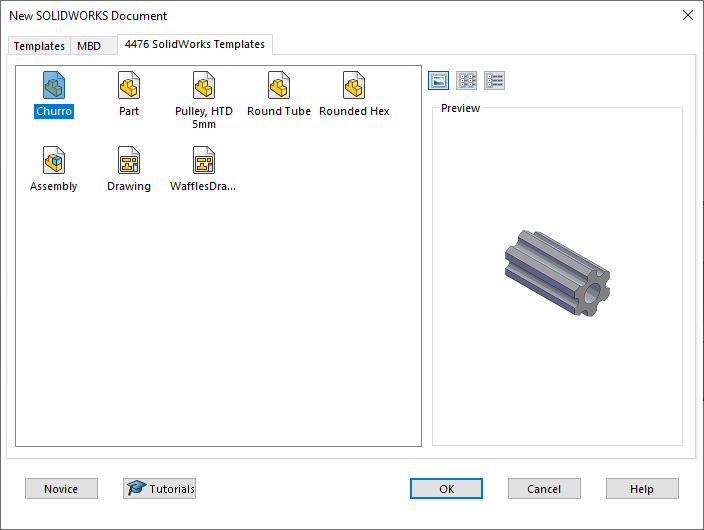 New SOLIDWORKS Document
Templates
MBD
4476 SolidWorks Templates
Churro
Part
Pulley, HTD
5mm
Round Tube
Rounded Hex
Assembly
Drawing
WafflesDra...
Preview
Novice
Tutorials
OK
Cancel
Help